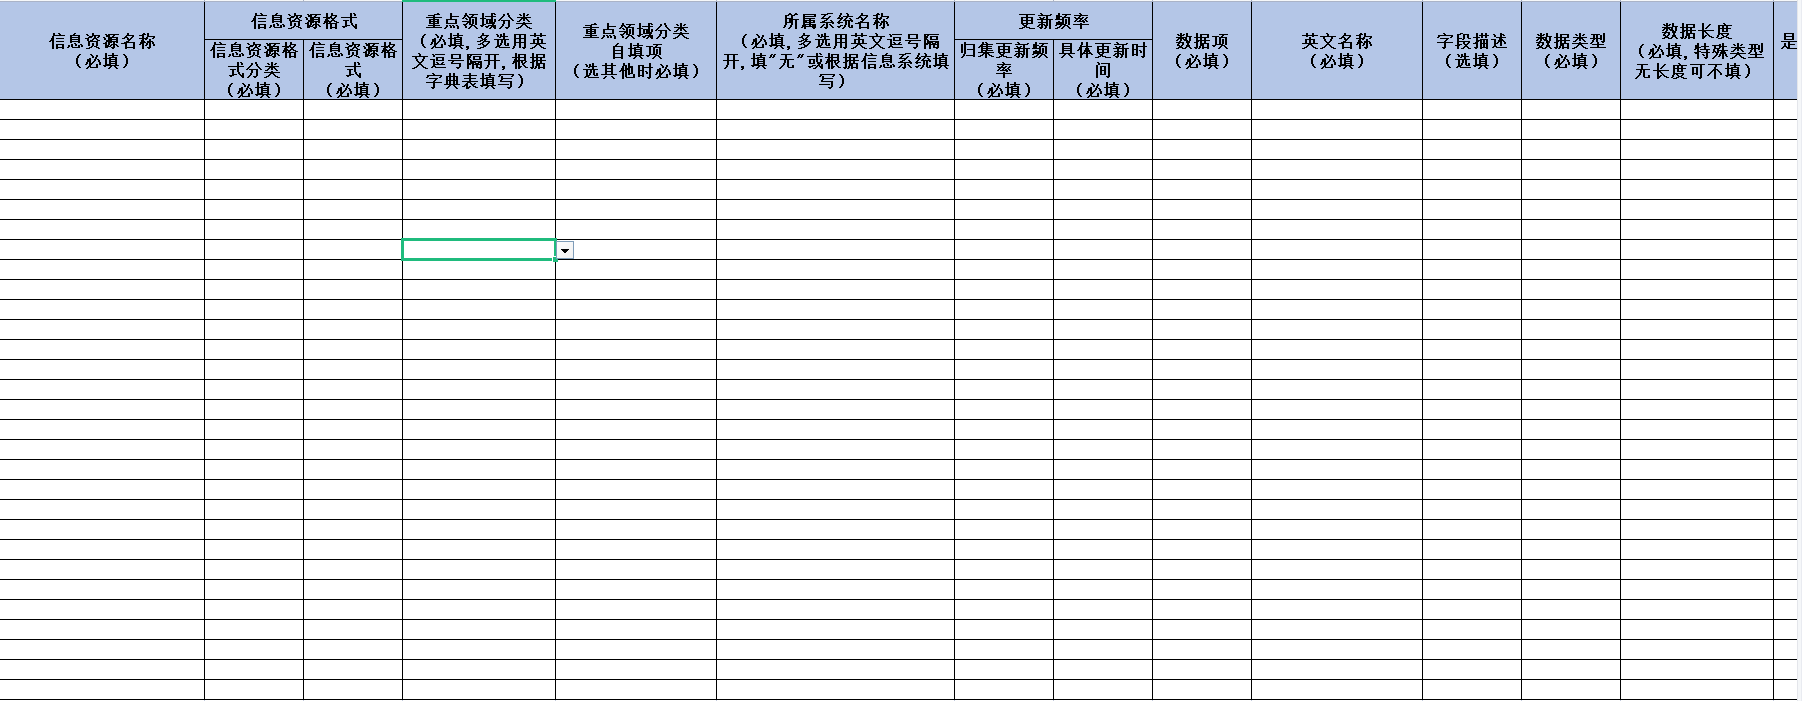 信息资源名称
（必填）
信息资源格式
信息资源格
式分类
（必填）
信息资源格
式
（必填）
重点领域分类
（必填,多选用英
文逗号隔开,根据
字典表填写）
重点领域分类
自填项
（选其他时必填）
所属系统名称
（必填,多选用英文逗号隔
开,填"无"或根据信息系统填
写）
更新频率
归集更新频
率
（必填）
具体更新时
间
（必填）
数据项
（必填）
英文名称
（必填）
字段描述
（选填）
数据类型
（必填）
数据长度
（必填,特殊类型
无长度可不填）
是